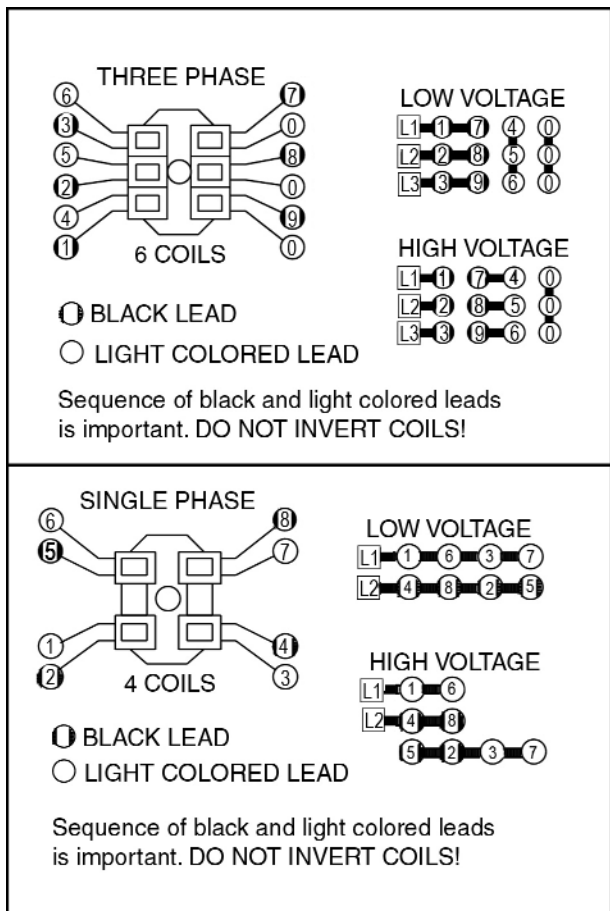 THREE PHASE
6
3
5
2
4
1
7
0
8
0
9
0
6 COILS
LOW VOLTAGE
L1 1 7 4 0
L2 2 8 5 0
L3 3 9 6 0
HIGH VOLTAGE
L1 1 7 4 0
L2 2 8 5 0
L3 3 9 6 0
BLACK LEAD
LIGHT COLORED LEAD
Sequence of black and light colored leads
is important. DO NOT INVERT COILS!
SINGLE PHASE
6
5
1
2
8
7
4
3
4 COILS
LOW VOLTAGE
L1 1 6 3 7
L2 4 8 2 5
HIGH VOLTAGE
L1 1 6
L2 4 8
5 2 3 7
BLACK LEAD
LIGHT COLORED LEAD
Sequence of black and light colored leads
is important. DO NOT INVERT COILS!